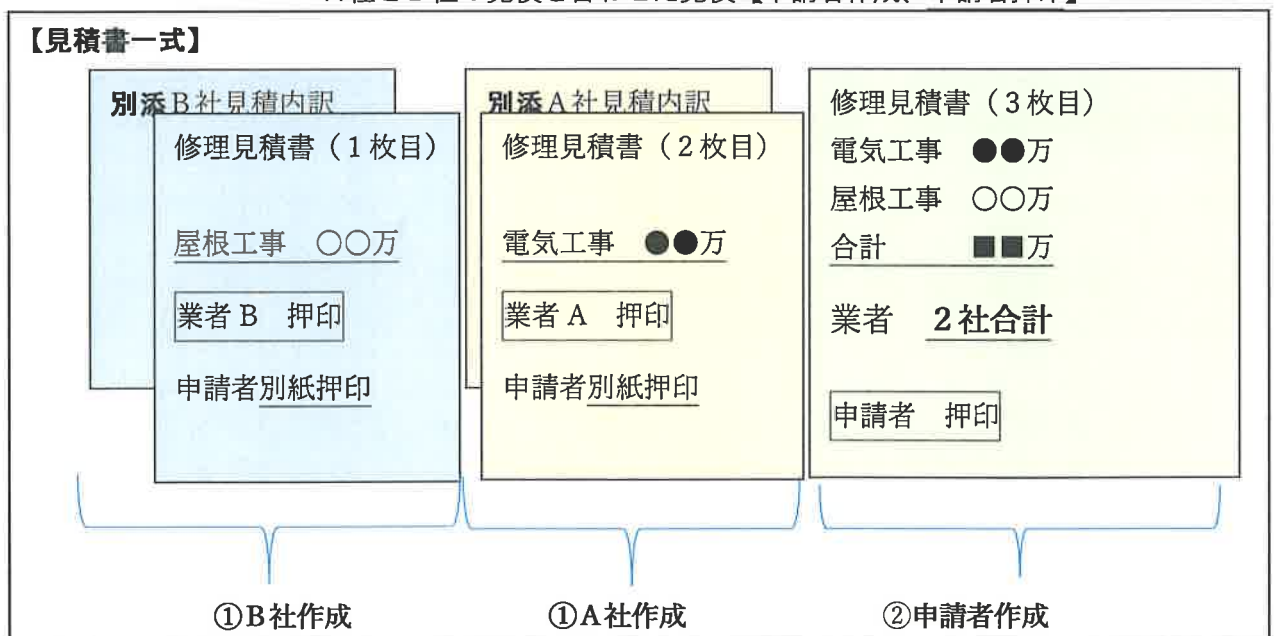 【見積書一式】
別添B社見積内訳
修理見積書（1枚目）
屋根工事　〇〇万
業者B　押印
申請者別紙押印
別添A社見積内訳
修理見積書（2枚目）
電気工事　●●万
業者A　押印
申請者別紙押印
修理見積書（3枚目）
電気工事　●●万
屋根工事　〇〇万
合計　■■万
業者　2社合計
申請者　押印
①B社作成
①A社作成
②申請者作成